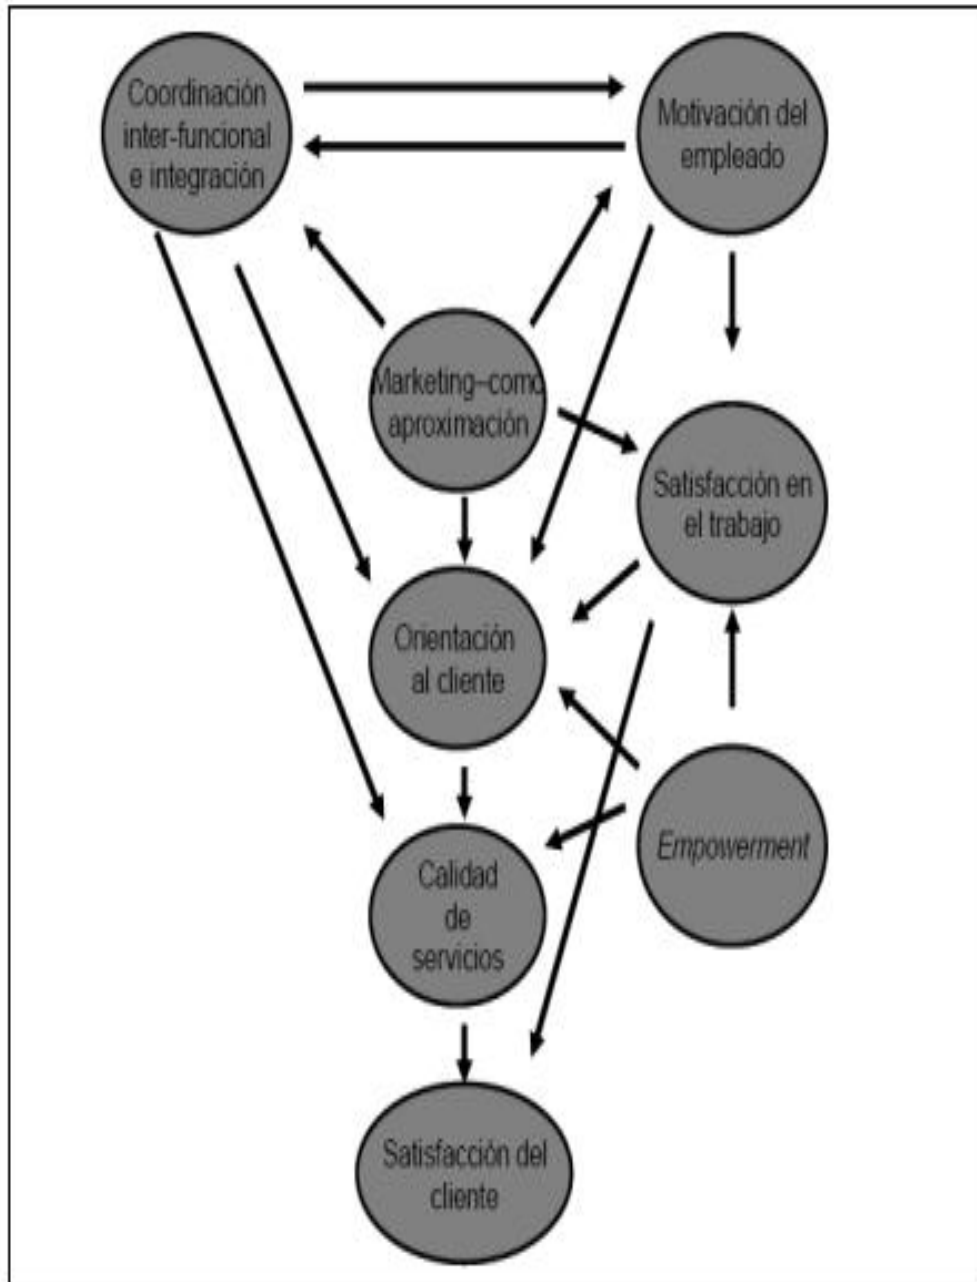 Coordinación
inter-funcional
e integración
Motivación del
empleado
Marketing–como
aproximación
Satisfacción en
el trabajo
Orientación
al cliente
Empowerment
Calidad
de
servicios
Satisfacción del
cliente